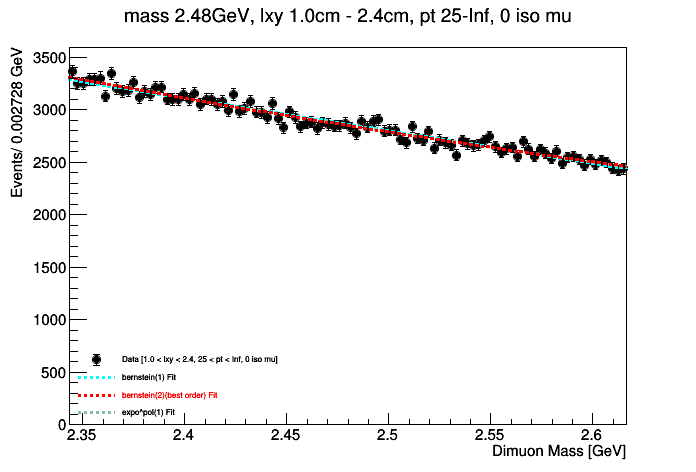 mass 2.48GeV, lxy 1.0cm - 2.4cm, pt 25-Inf, 0 iso mu
Events/ 0.002728 GeV
3500
3000
2500
2000
1500
1000
500
0
Data [1.0 < lxy < 2.4, 25 < pt < Inf, 0 iso mu]
bernstein(1) Fit
bernstein(2)(best order) Fit
expo^pol(1) Fit
2.35
2.4
2.45
2.5
2.55
2.6
Dimuon Mass [GeV]